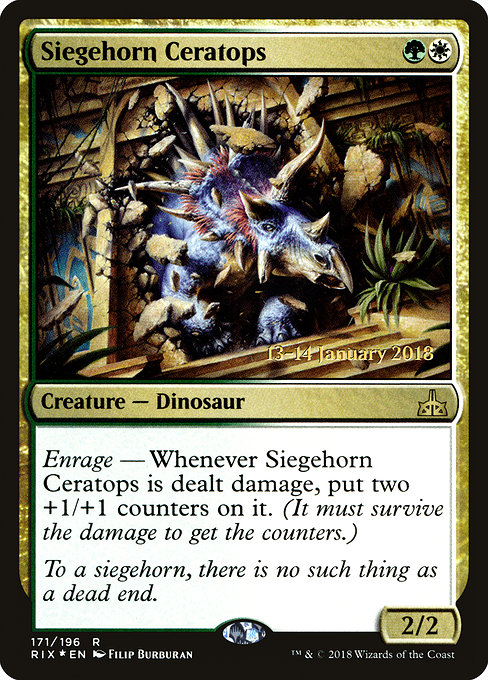 Siegehorn Ceratops
13–14 January 2018
Creature — Dinosaur
Enrage — Whenever Siegehorn
Ceratops is dealt damage, put two
+1/+1 counters on it. (It must survive
the damage to get the counters.)
To a siegehorn, there is no such thing as
a dead end.
2/2
171/196 R
RIX★EN Filip Burburan
™ & © 2018 Wizards of the Coast